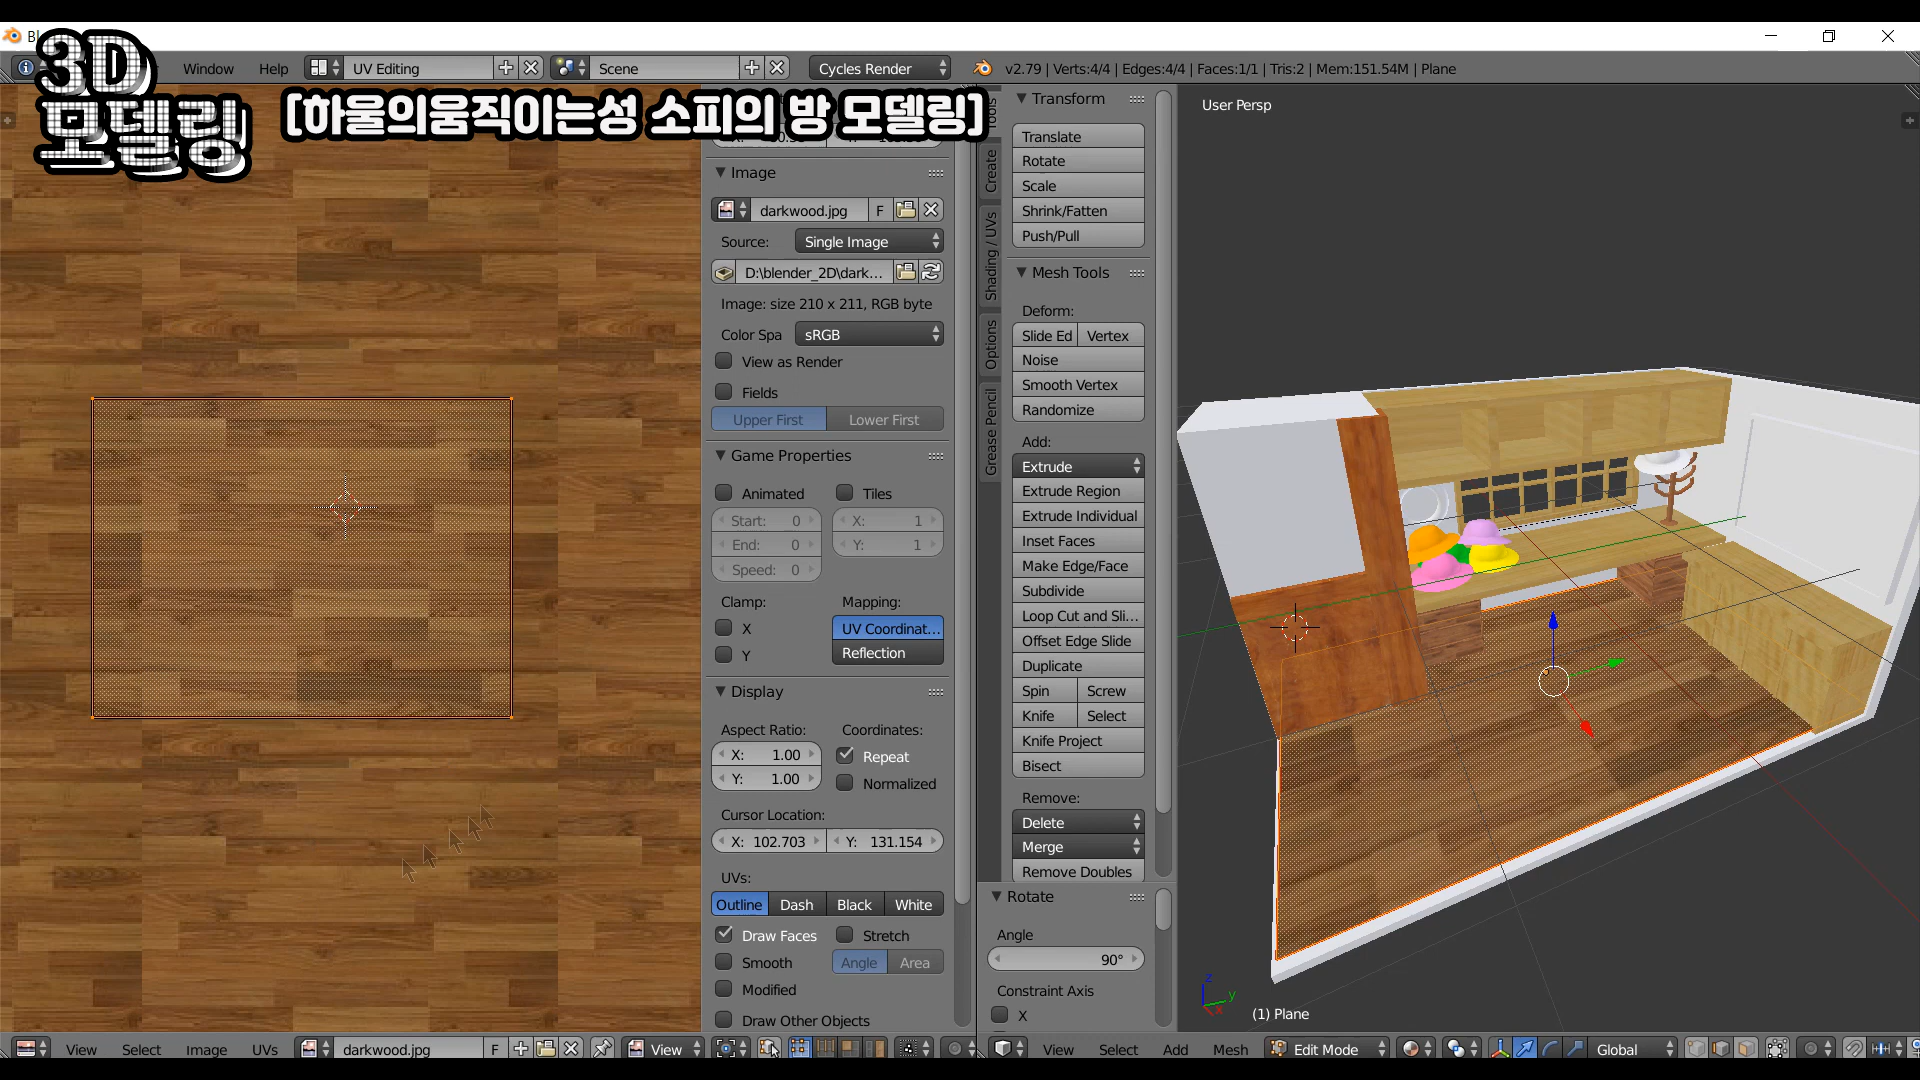 3D
모델링
[하울의움직이는성 소피의 방 모델링]
Window
Help
UV Editing
Scene
Cycles Render
v2.79 | Verts:4/4 | Edges:4/4 | Faces:1/1 | Tris:2 | Mem:151.54M | Plane
Image
darkwood.jpg
F
Source:
Single Image
D:\blender_2D\dark...
Image: size 210 x 211, RGB byte
Color Spa
sRGB
View as Render
Fields
Upper First
Lower First
Game Properties
Animated
Tiles
Start: 0
X: 1
End: 0
Y: 1
Speed: 0
Clamp:
Mapping:
X
UV Coordinat...
Y
Reflection
Display
Aspect Ratio:
Coordinates:
X: 1.00
Repeat
Y: 1.00
Normalized
Cursor Location:
X: 102.703
Y: 131.154
UVs:
Outline
Dash
Black
White
Draw Faces
Stretch
Smooth
Angle
Area
Modified
Draw Other Objects
Tools
Create
Shading / UVs
Options
Grease Pencil
Transform
Translate
Rotate
Scale
Shrink/Fatten
Push/Pull
Mesh Tools
Deform:
Slide Ed
Vertex
Noise
Smooth Vertex
Randomize
Add:
Extrude
Extrude Region
Extrude Individual
Inset Faces
Make Edge/Face
Subdivide
Loop Cut and Sli...
Offset Edge Slide
Duplicate
Spin
Screw
Knife
Select
Knife Project
Bisect
Remove:
Delete
Merge
Remove Doubles
Rotate
Angle
90°
Constraint Axis
X
User Persp
z
y
x
(1) Plane
View
Select
Image
UVs
darkwood.jpg
F
View
View
Select
Add
Mesh
Edit Mode
Global